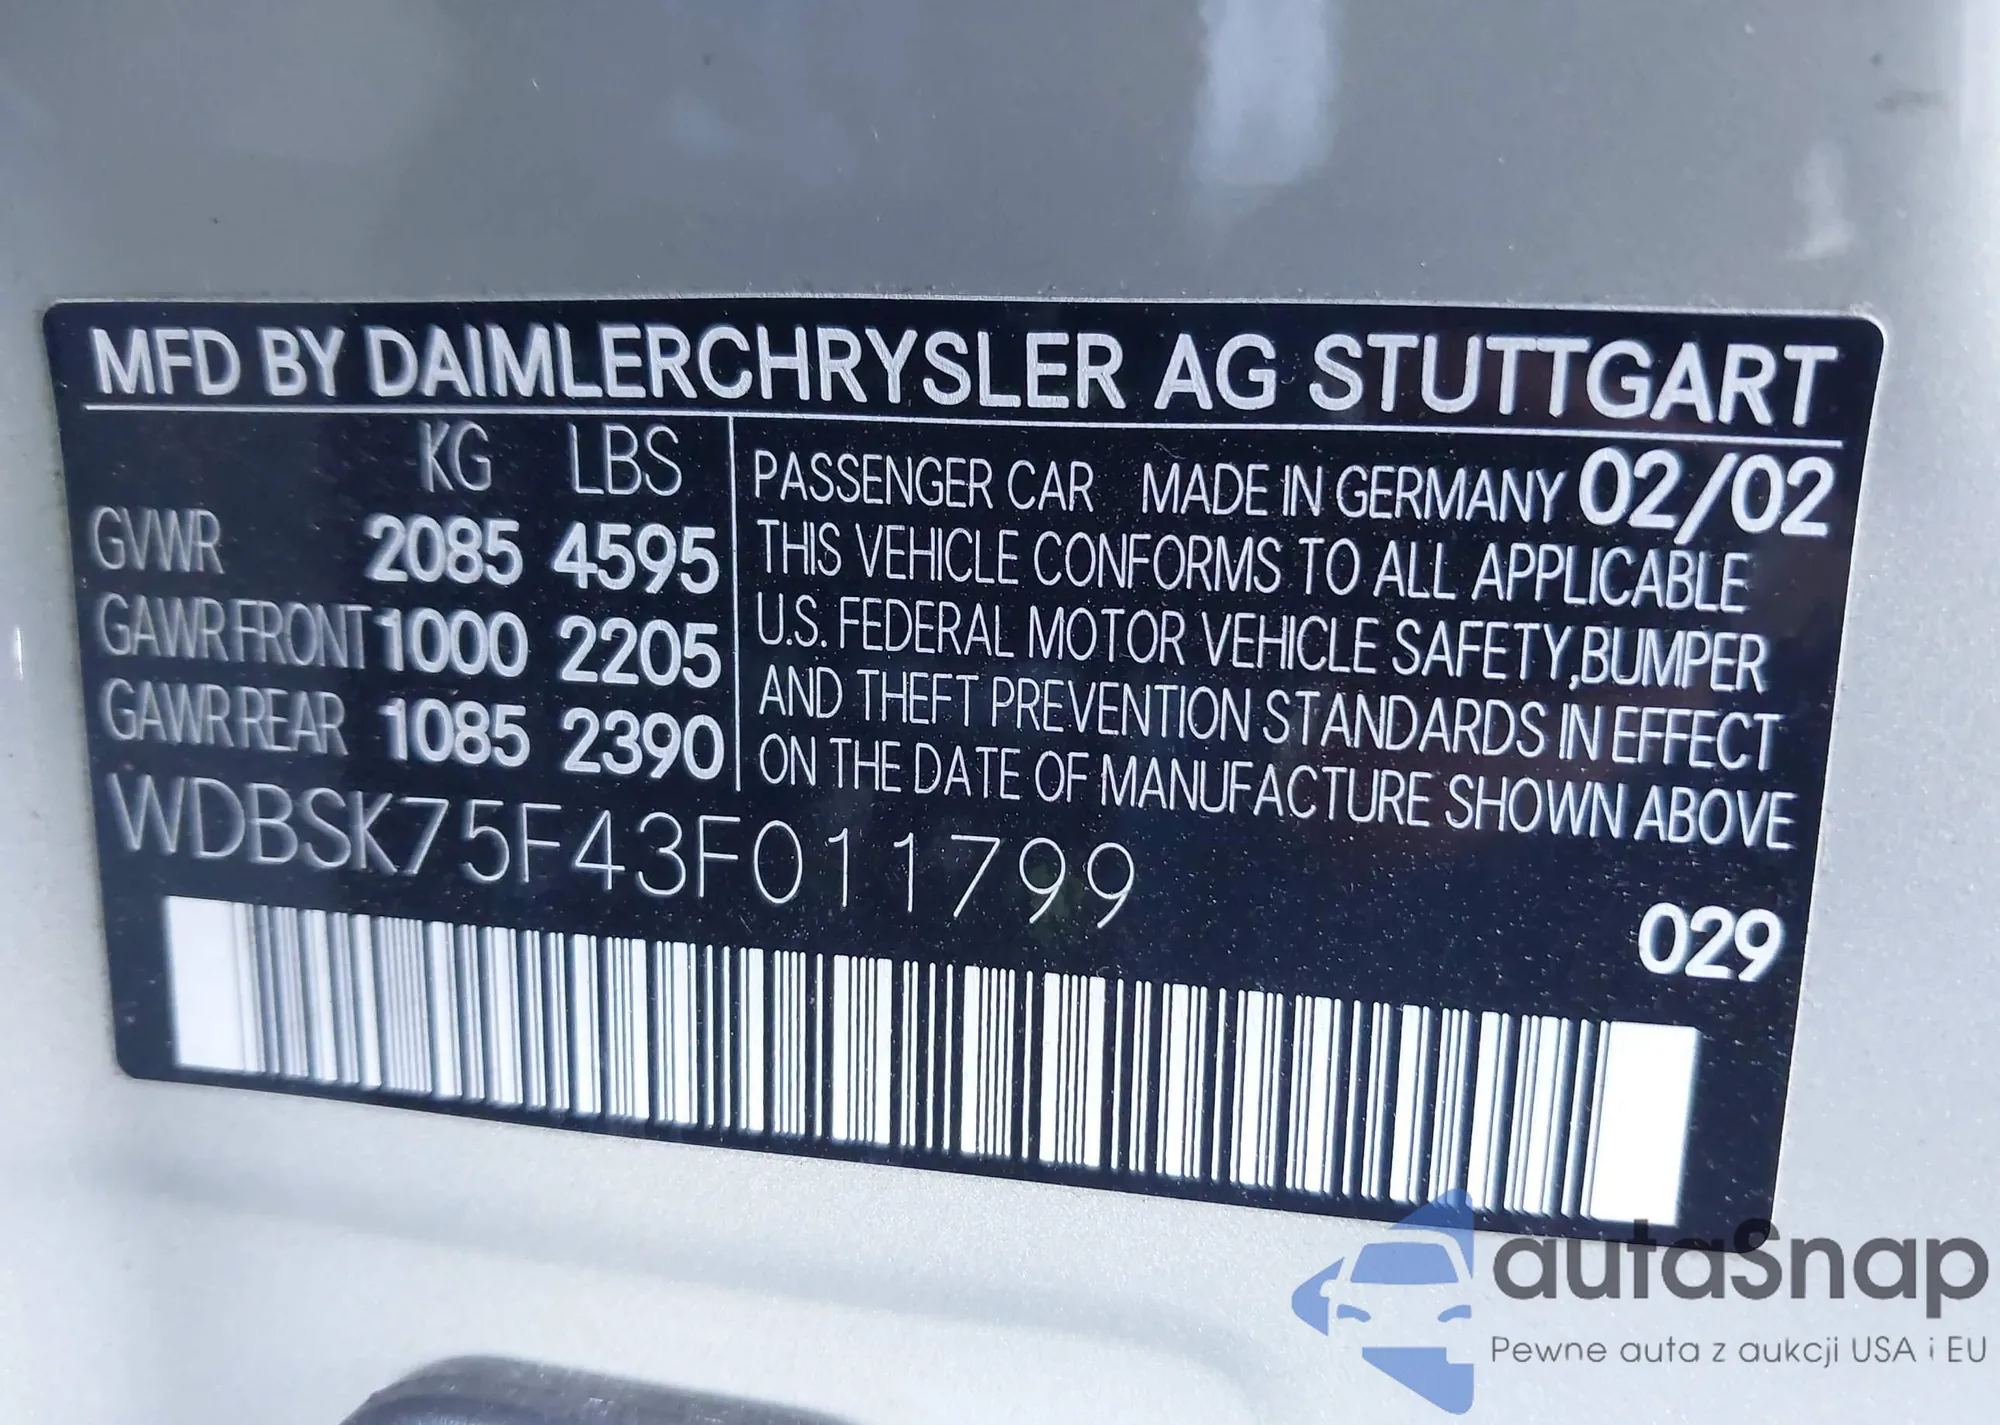 MFD BY DAIMLERCHRYSLER AG STUTTGART
KG LBS
GVWR 2085 4595
GAWR FRONT 1000 2205
GAWR REAR 1085 2390
PASSENGER CAR MADE IN GERMANY 02/02
THIS VEHICLE CONFORMS TO ALL APPLICABLE
U.S. FEDERAL MOTOR VEHICLE SAFETY, BUMPER
AND THEFT PREVENTION STANDARDS IN EFFECT
ON THE DATE OF MANUFACTURE SHOWN ABOVE
WDBSK75F43F011799
029
autaSnap
Pewne auta z aukcji USA i EU